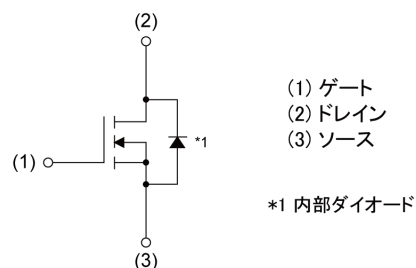 (2)
(1) ゲート
(2) ドレイン
(3) ソース
*1
(1)
*1 内部ダイオード
(3)